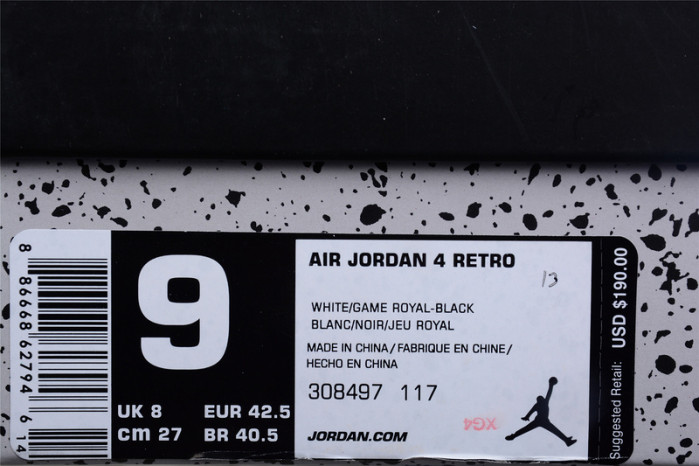 8 86668 62794 6 14
9
UK 8 EUR 42.5
cm 27 BR 40.5
AIR JORDAN 4 RETRO
13
WHITE/GAME ROYAL-BLACK
BLANC/NOIR/JEU ROYAL
MADE IN CHINA/FABRIQUE EN CHINE/
HECHO EN CHINA
308497 117
XG4
JORDAN.COM
Suggested Retail: USD $190.00